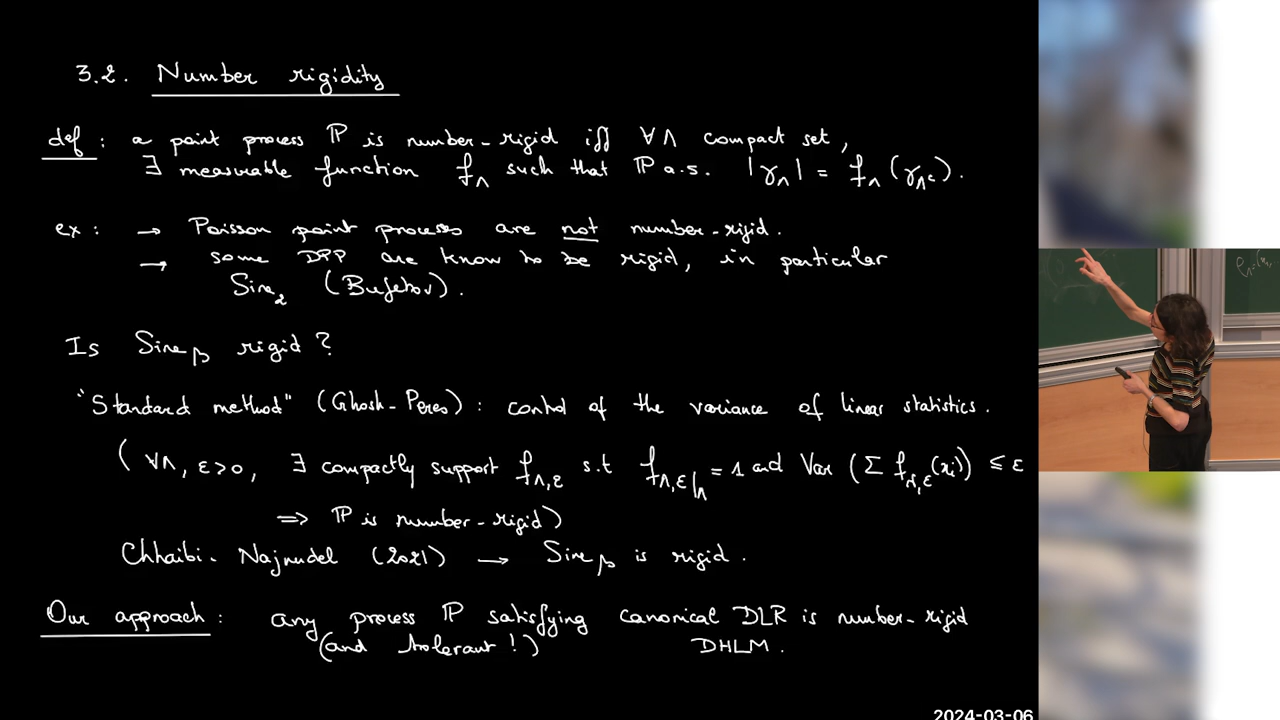 3.2. Number rigidity
def : a point process ℙ is number-rigid iff ∀ Λ compact set,
∃ measurable function f_Λ such that ℙ a.s. |γ_Λ| = f_Λ (γ_Λᶜ).
ex : → Poisson point process are not number-rigid.
→ some DPP are know to be rigid, in particular
Sine₂ (Bufetov).
Is Sine_β rigid ?
"Standard method" (Ghosh-Peres) : control of the variance of linear statistics.
( ∀Λ, ε>0, ∃ compactly support f_Λ,ε s.t f_Λ,ε|_Λ = 1 and Var (Σ f_Λ,ε(xi)) ≤ ε
⇒ ℙ is number-rigid)
Chhaibi-Najnudel (2021) → Sine_β is rigid.
Our approach : any process ℙ satisfying canonical DLR is number-rigid
(and tolerant !) DHLM.
2024-03-06